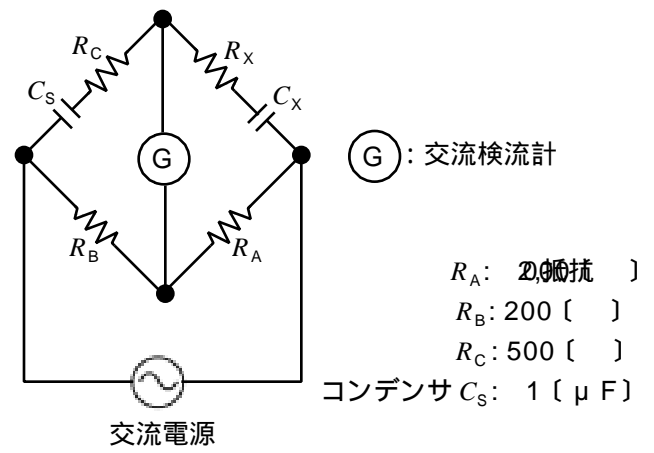 R_C
R_X
C_S
C_X
G
G : 交流検流計
R_B
R_A
R_A:
R_B: 200 〔 〕
R_C: 500 〔 〕
コンデンサ C_S: 1 〔μF〕
交流電源